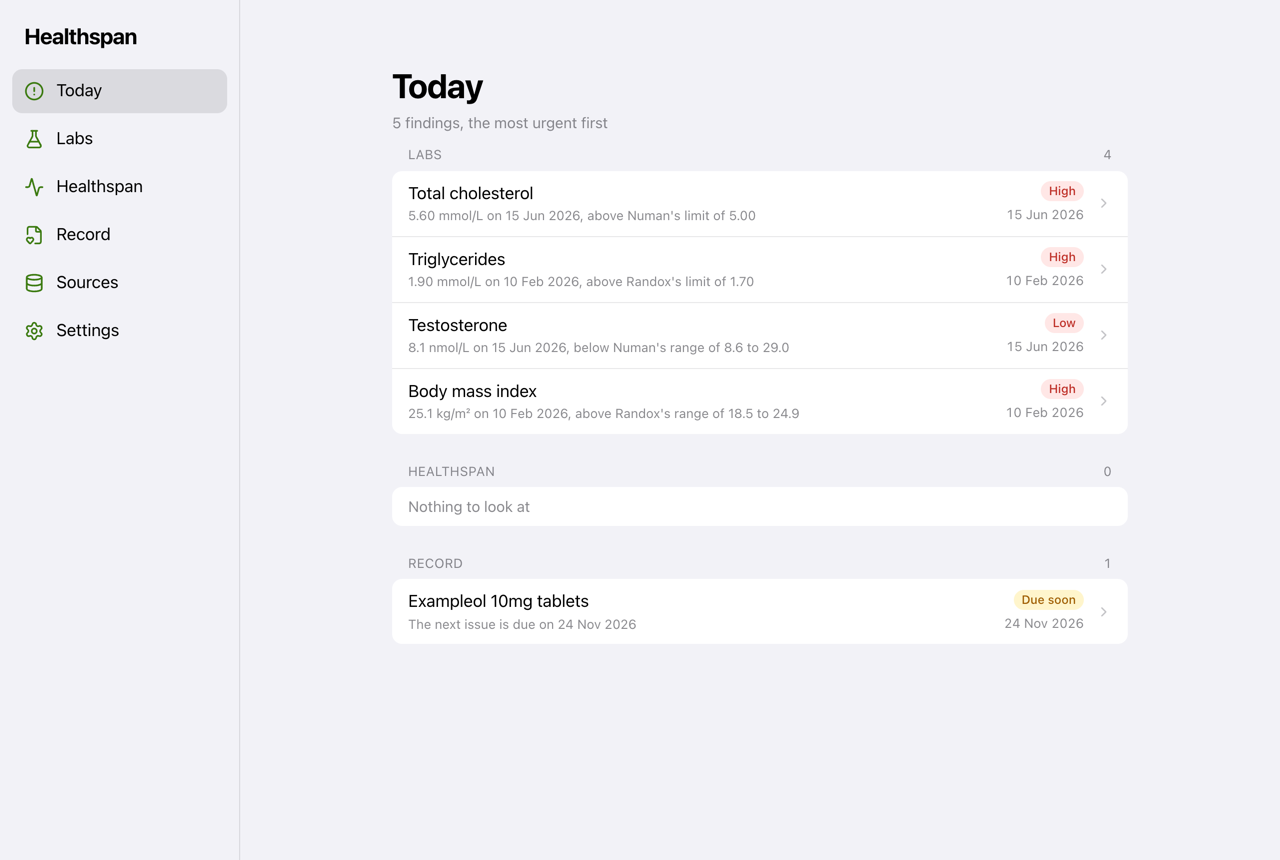 Healthspan
Today
Labs
Healthspan
Record
Sources
Settings
Today
5 findings, the most urgent first
LABS 4
Total cholesterol High
5.60 mmol/L on 15 Jun 2026, above Numan's limit of 5.00 15 Jun 2026
Triglycerides High
1.90 mmol/L on 10 Feb 2026, above Randox's limit of 1.70 10 Feb 2026
Testosterone Low
8.1 nmol/L on 15 Jun 2026, below Numan's range of 8.6 to 29.0 15 Jun 2026
Body mass index High
25.1 kg/m² on 10 Feb 2026, above Randox's range of 18.5 to 24.9 10 Feb 2026
HEALTHSPAN 0
Nothing to look at
RECORD 1
Exampleol 10mg tablets Due soon
The next issue is due on 24 Nov 2026 24 Nov 2026